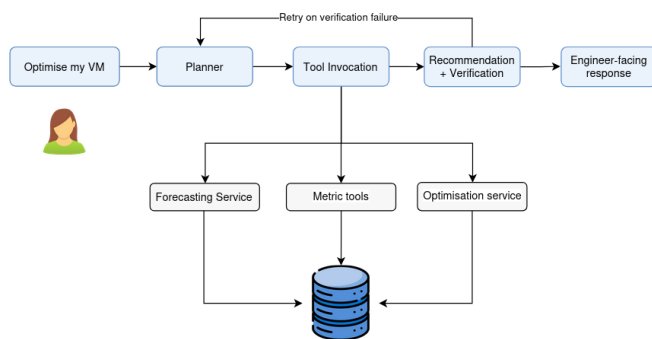 Retry on verification failure
Optimise my VM
Planner
Tool Invocation
Recommendation
+ Verification
Engineer-facing
response
Forecasting Service
Metric tools
Optimisation service